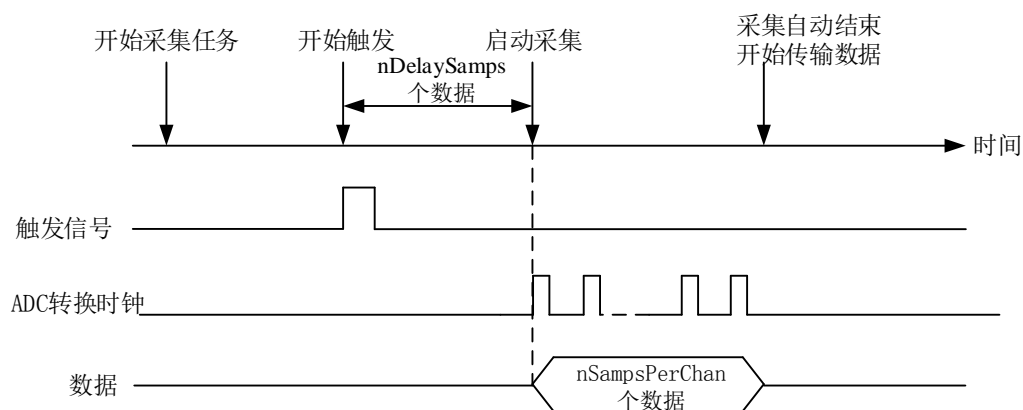 采集自动结束
开始采集任务 开始触发 启动采集 开始传输数据
nDelaySamps
个数据
时间
触发信号
ADC转换时钟
数据
nSampsPerChan
个数据